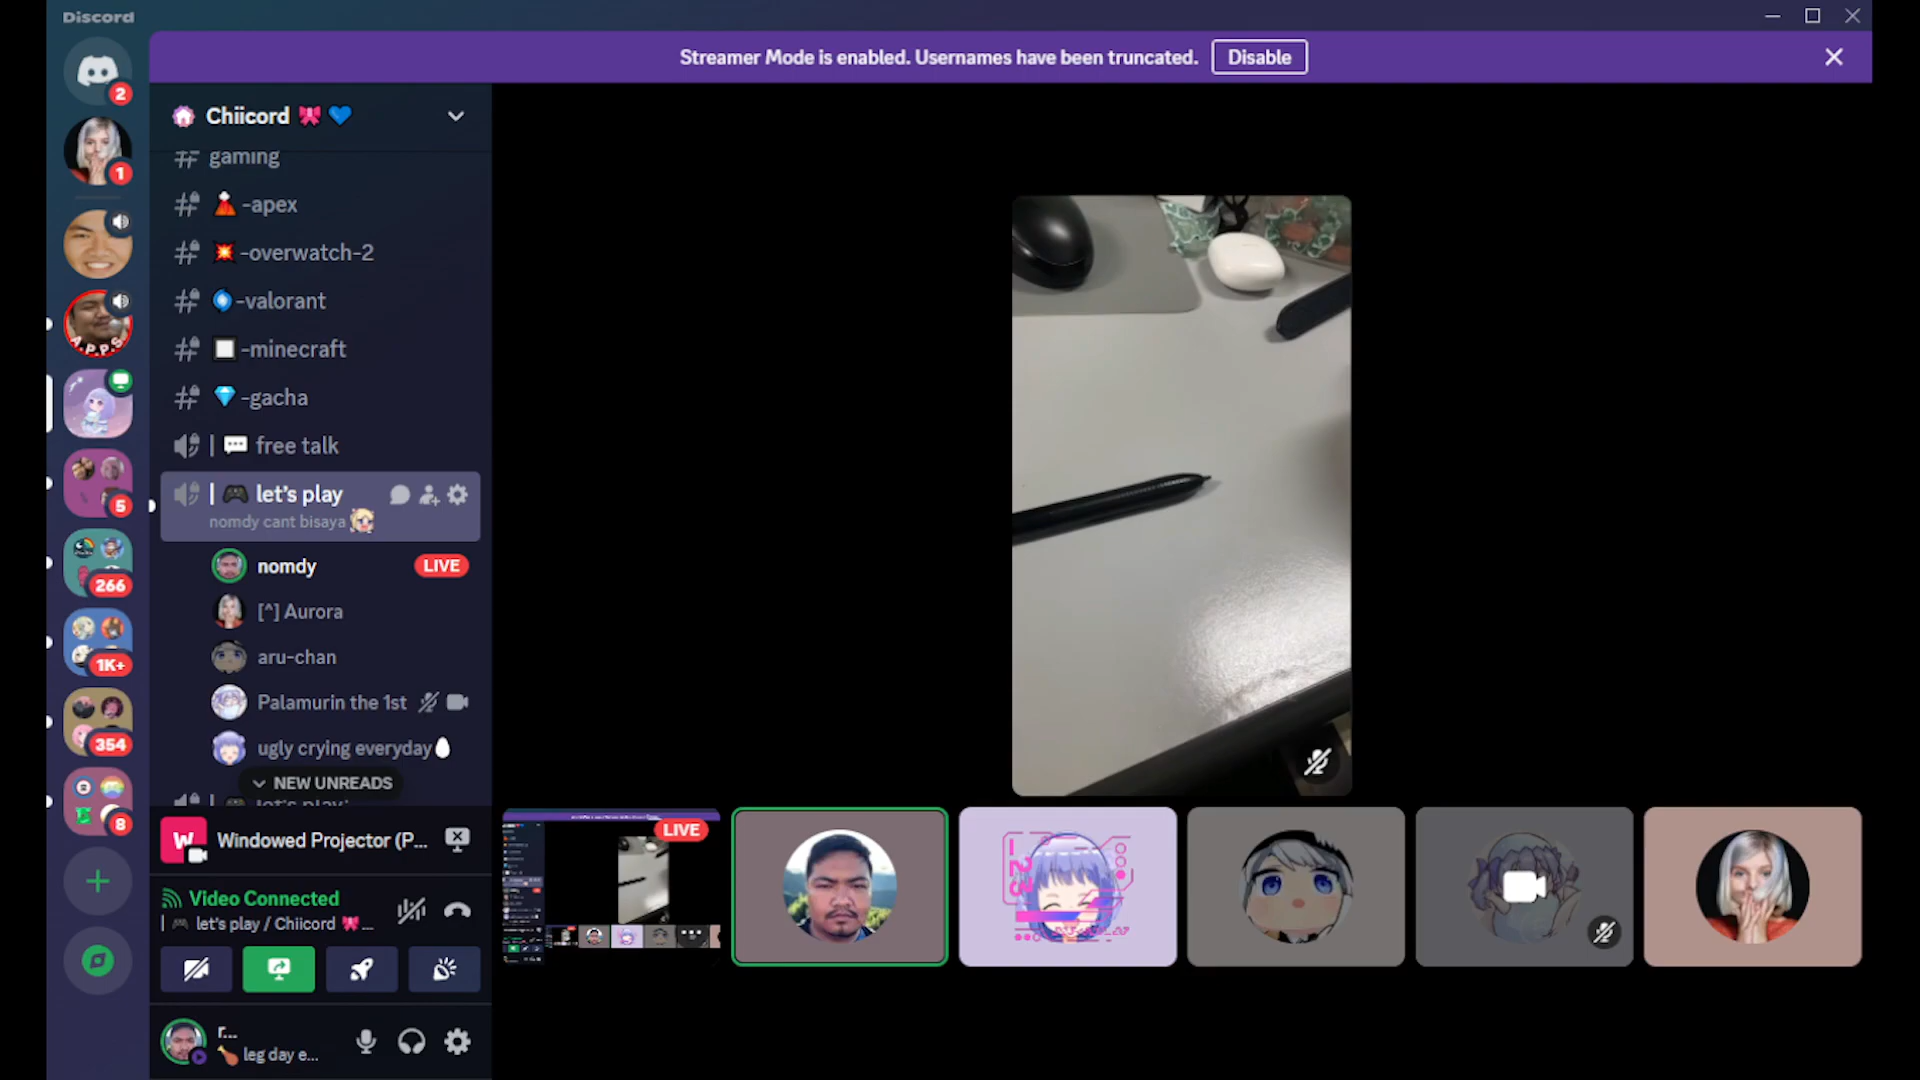 Discord
Streamer Mode is enabled. Usernames have been truncated.
Disable
2
1
A.P.P.S
5
266
1K+
354
8
Chiicord
gaming
-apex
-overwatch-2
-valorant
-minecraft
-gacha
| free talk
| let's play
nomdy cant bisaya
nomdy
LIVE
[^] Aurora
aru-chan
Palamurin the 1st
ugly crying everyday
NEW UNREADS
W
Windowed Projector (P...
Video Connected
| let's play / Chiicord ...
r...
leg day e...
LIVE